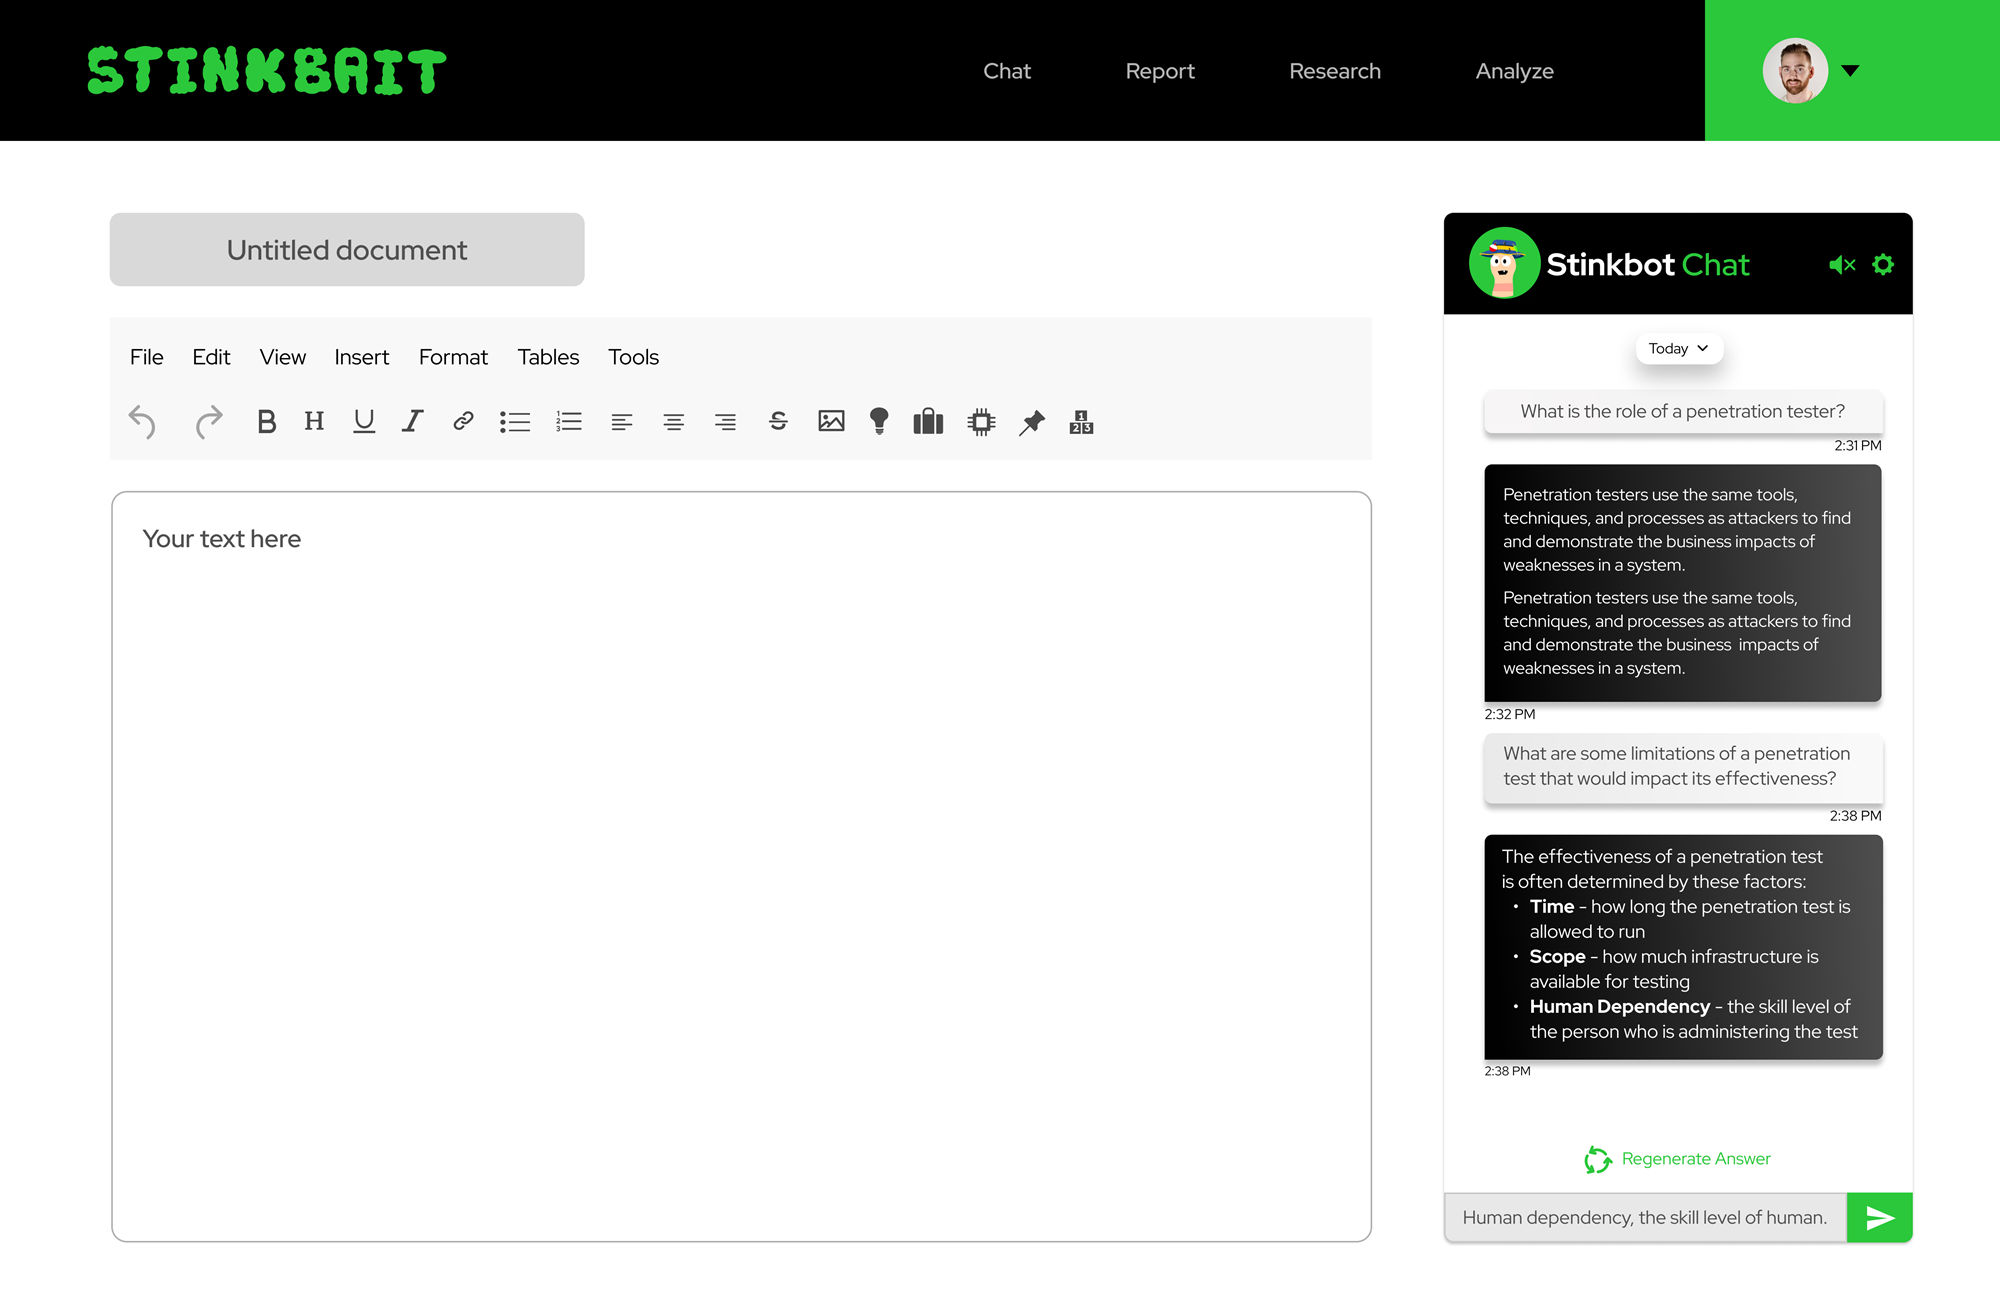 STINKBAIT
Chat Report Research Analyze
Untitled document
File Edit View Insert Format Tables Tools
B H U I S
1 2 3
Your text here
Stinkbot Chat
Today
What is the role of a penetration tester?
2:31 PM
Penetration testers use the same tools,
techniques, and processes as attackers to find
and demonstrate the business impacts of
weaknesses in a system.
Penetration testers use the same tools,
techniques, and processes as attackers to find
and demonstrate the business impacts of
weaknesses in a system.
2:32 PM
What are some limitations of a penetration
test that would impact its effectiveness?
2:38 PM
The effectiveness of a penetration test
is often determined by these factors:
• Time - how long the penetration test is
allowed to run
• Scope - how much infrastructure is
available for testing
• Human Dependency - the skill level of
the person who is administering the test
2:38 PM
Regenerate Answer
Human dependency, the skill level of human.